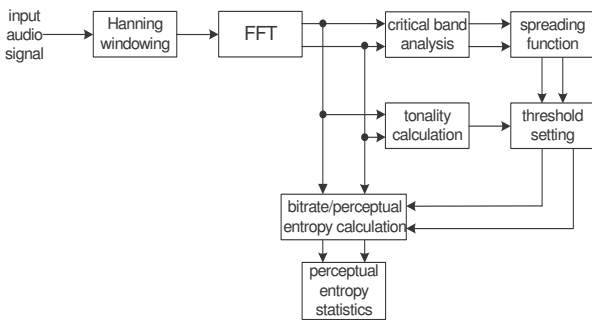 input
audio
signal
Hanning
windowing
FFT
critical band
analysis
spreading
function
tonality
calculation
threshold
setting
bitrate/perceptual
entropy calculation
perceptual
entropy
statistics